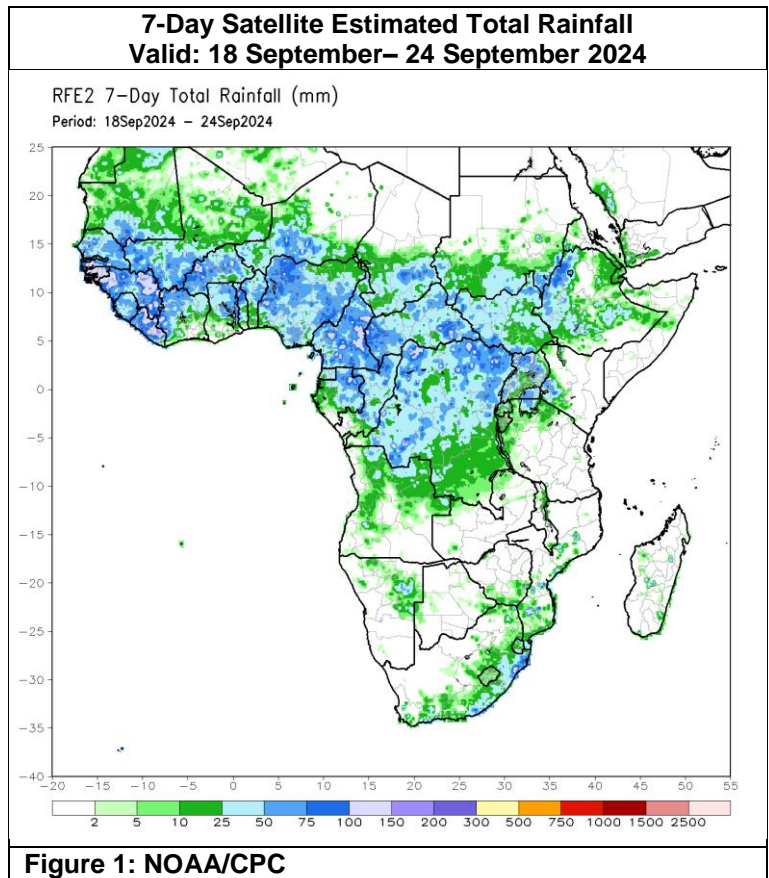 7-Day Satellite Estimated Total Rainfall
Valid: 18 September– 24 September 2024
RFE2 7-Day Total Rainfall (mm)
Period: 18Sep2024 – 24Sep2024
25
20
15
10
5
0
−5
−10
−15
−20
−25
−30
−35
−40
−20 −15 −10 −5 0 5 10 15 20 25 30 35 40 45 50 55
2 5 10 25 50 75 100 150 200 300 500 750 1000 1500 2500
Figure 1: NOAA/CPC